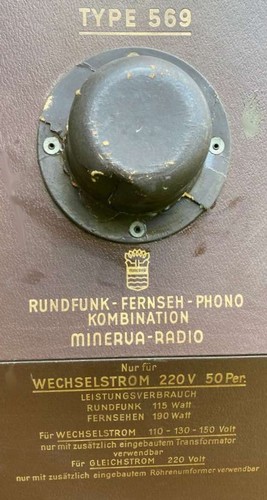 TYPE 569
RUNDFUNK-FERNSEH-PHONO
KOMBINATION
MINERVA-RADIO
Nur für
WECHSELSTROM 220 V 50 Per.
LEISTUNGSVERBRAUCH
RUNDFUNK 115 Watt
FERNSEHEN 190 Watt
Für WECHSELSTROM 110-130-150 Volt
nur mit zusätzlich eingebautem Transformator
verwendbar
Für GLEICHSTROM 220 Volt
nur mit zusätzlich eingebautem Röhrenumformer verwendbar